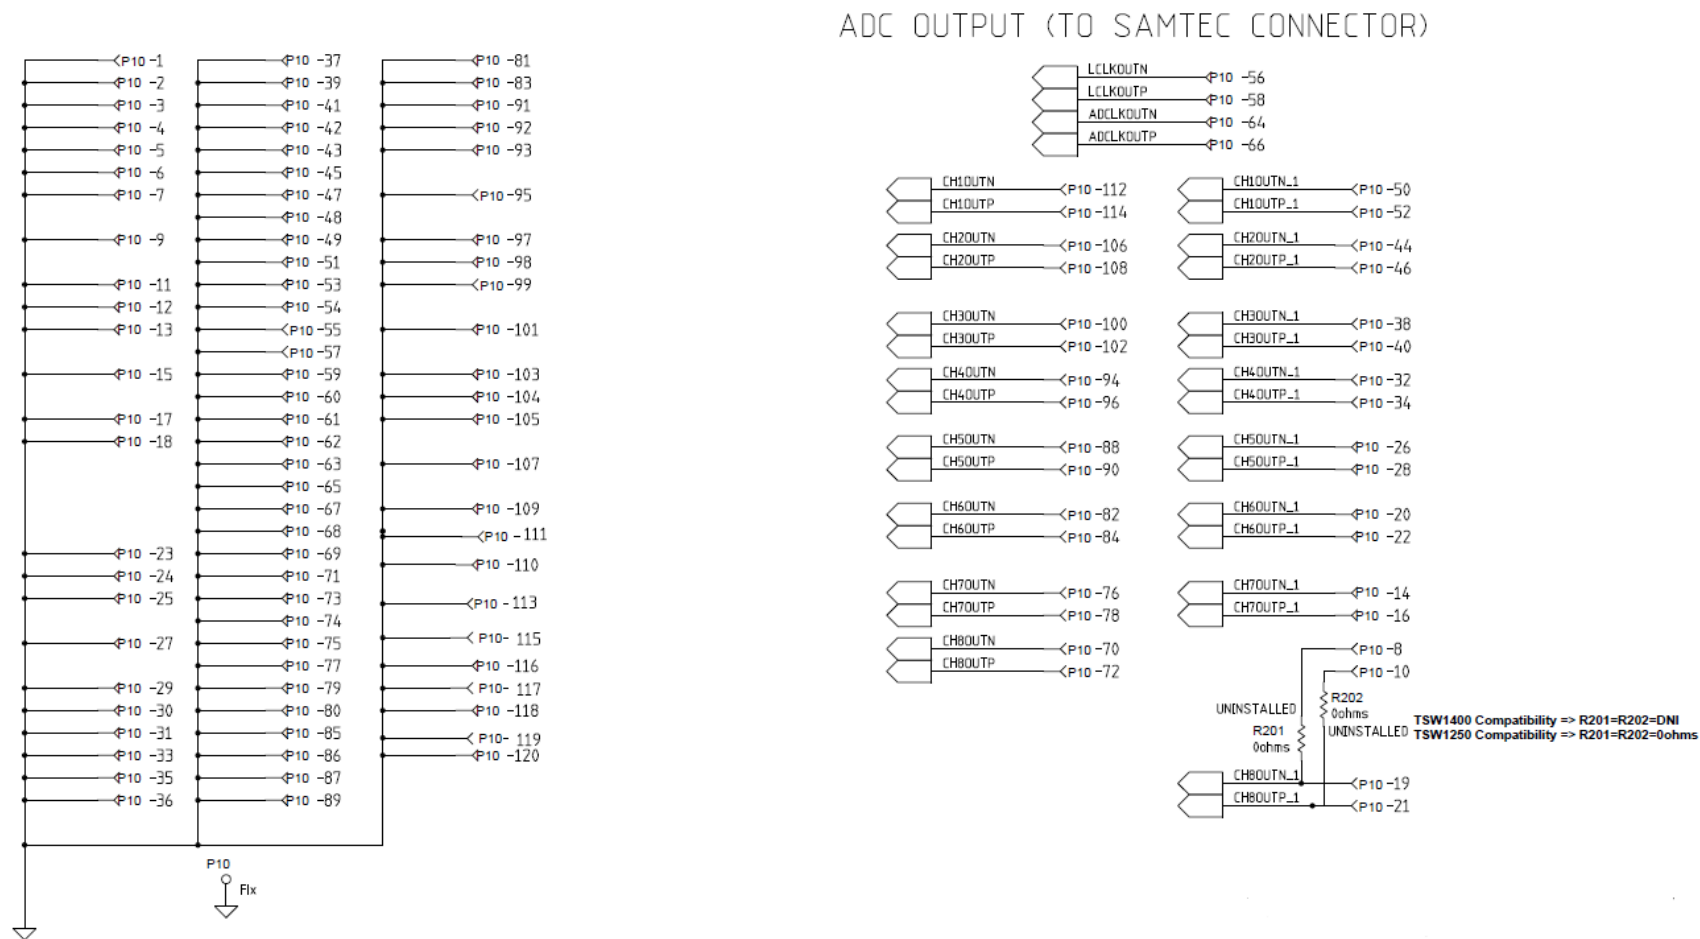 ADC OUTPUT (TO SAMTEC CONNECTOR)
P10 -1
P10 -2
P10 -3
P10 -4
P10 -5
P10 -6
P10 -7
P10 -9
P10 -11
P10 -12
P10 -13
P10 -15
P10 -17
P10 -18
P10 -23
P10 -24
P10 -25
P10 -27
P10 -29
P10 -30
P10 -31
P10 -33
P10 -35
P10 -36
P10 -37
P10 -39
P10 -41
P10 -42
P10 -43
P10 -45
P10 -47
P10 -48
P10 -49
P10 -51
P10 -53
P10 -54
P10 -55
P10 -57
P10 -59
P10 -60
P10 -61
P10 -62
P10 -63
P10 -65
P10 -67
P10 -68
P10 -69
P10 -71
P10 -73
P10 -74
P10 -75
P10 -77
P10 -79
P10 -80
P10 -85
P10 -86
P10 -87
P10 -89
P10 -81
P10 -83
P10 -91
P10 -92
P10 -93
P10 -95
P10 -97
P10 -98
P10 -99
P10 -101
P10 -103
P10 -104
P10 -105
P10 -107
P10 -109
P10 - 111
P10 -110
P10 - 113
P10- 115
P10 -116
P10- 117
P10 -118
P10- 119
P10 -120
P10
FIx
LCLKOUTN P10 -56
LCLKOUTP P10 -58
ADCLKOUTN P10 -64
ADCLKOUTP P10 -66
CH1OUTN P10 -112
CH1OUTP P10 -114
CH2OUTN P10 -106
CH2OUTP P10 -108
CH3OUTN P10 -100
CH3OUTP P10 -102
CH4OUTN P10 -94
CH4OUTP P10 -96
CH5OUTN P10 -88
CH5OUTP P10 -90
CH6OUTN P10 -82
CH6OUTP P10 -84
CH7OUTN P10 -76
CH7OUTP P10 -78
CH8OUTN P10 -70
CH8OUTP P10 -72
CH1OUTN_1 P10 -50
CH1OUTP_1 P10 -52
CH2OUTN_1 P10 -44
CH2OUTP_1 P10 -46
CH3OUTN_1 P10 -38
CH3OUTP_1 P10 -40
CH4OUTN_1 P10 -32
CH4OUTP_1 P10 -34
CH5OUTN_1 P10 -26
CH5OUTP_1 P10 -28
CH6OUTN_1 P10 -20
CH6OUTP_1 P10 -22
CH7OUTN_1 P10 -14
CH7OUTP_1 P10 -16
P10 -8
P10 -10
UNINSTALLED
R201
0ohms
R202
0ohms
UNINSTALLED
TSW1400 Compatibility => R201=R202=DNI
TSW1250 Compatibility => R201=R202=0ohms
CH8OUTN_1 P10 -19
CH8OUTP_1 P10 -21